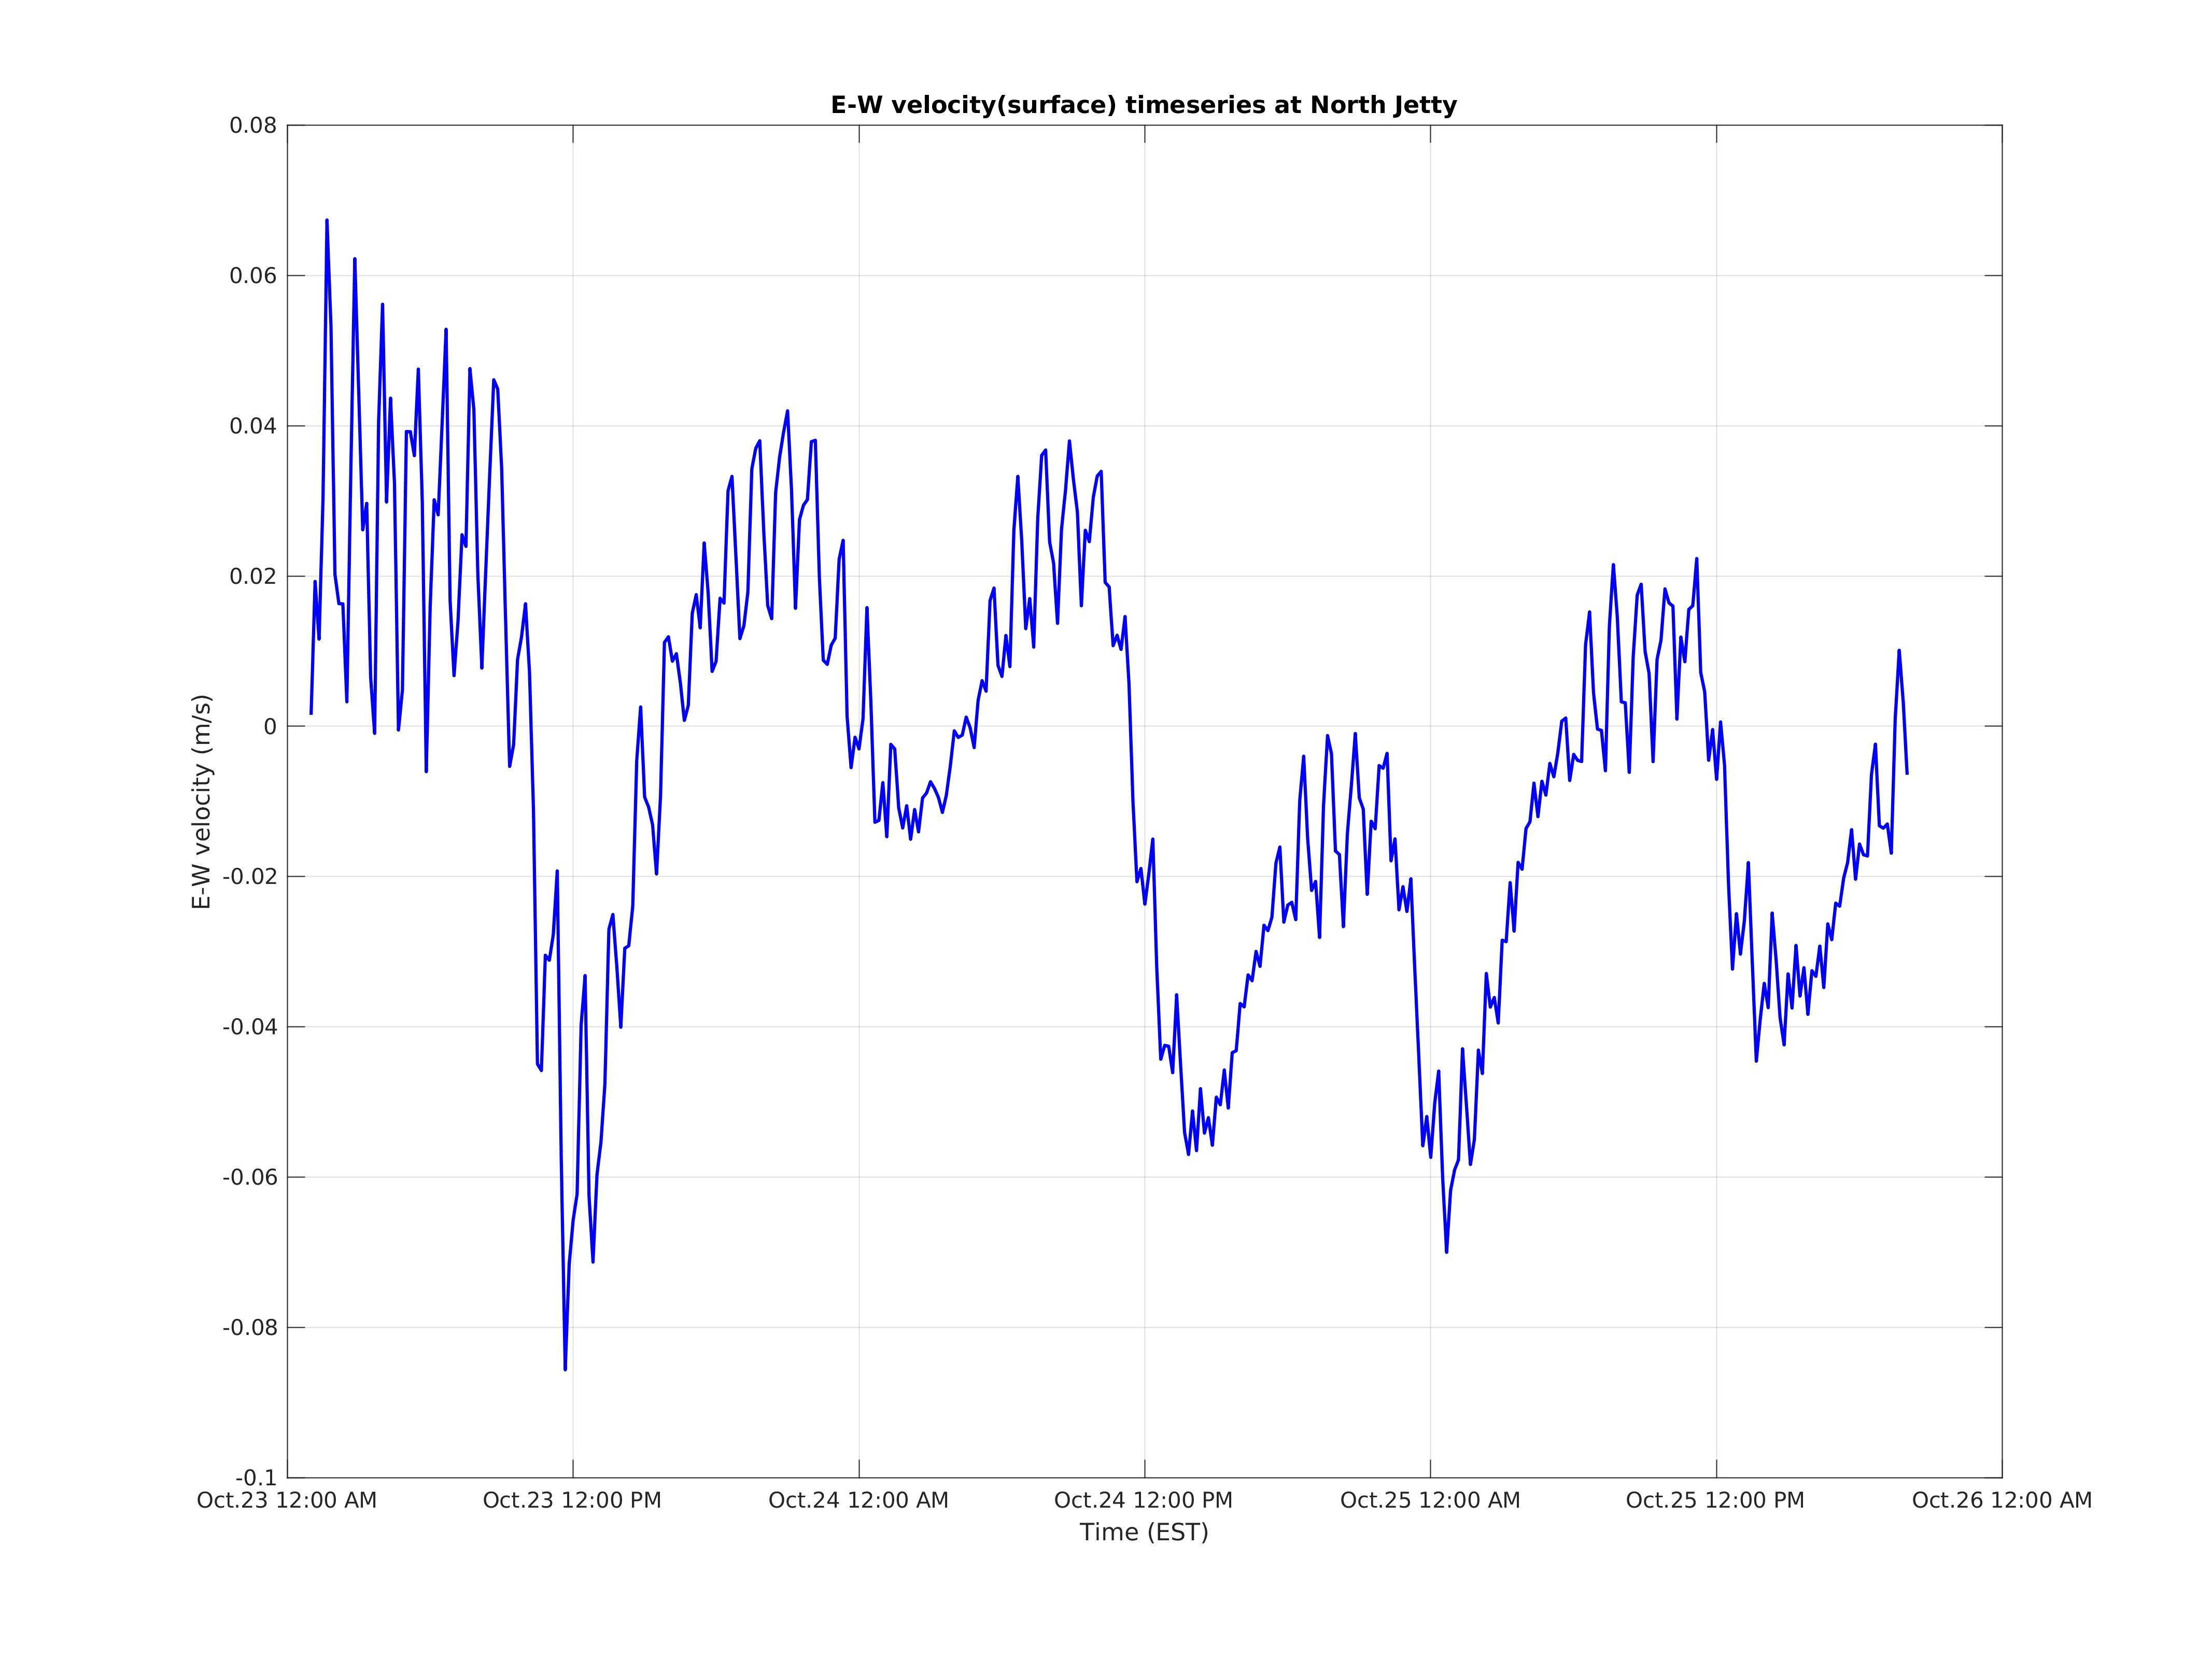 E-W velocity(surface) timeseries at North Jetty
0.08
0.06
0.04
0.02
0
-0.02
-0.04
-0.06
-0.08
-0.1
E-W velocity (m/s)
Oct.23 12:00 AM
Oct.23 12:00 PM
Oct.24 12:00 AM
Oct.24 12:00 PM
Oct.25 12:00 AM
Oct.25 12:00 PM
Oct.26 12:00 AM
Time (EST)